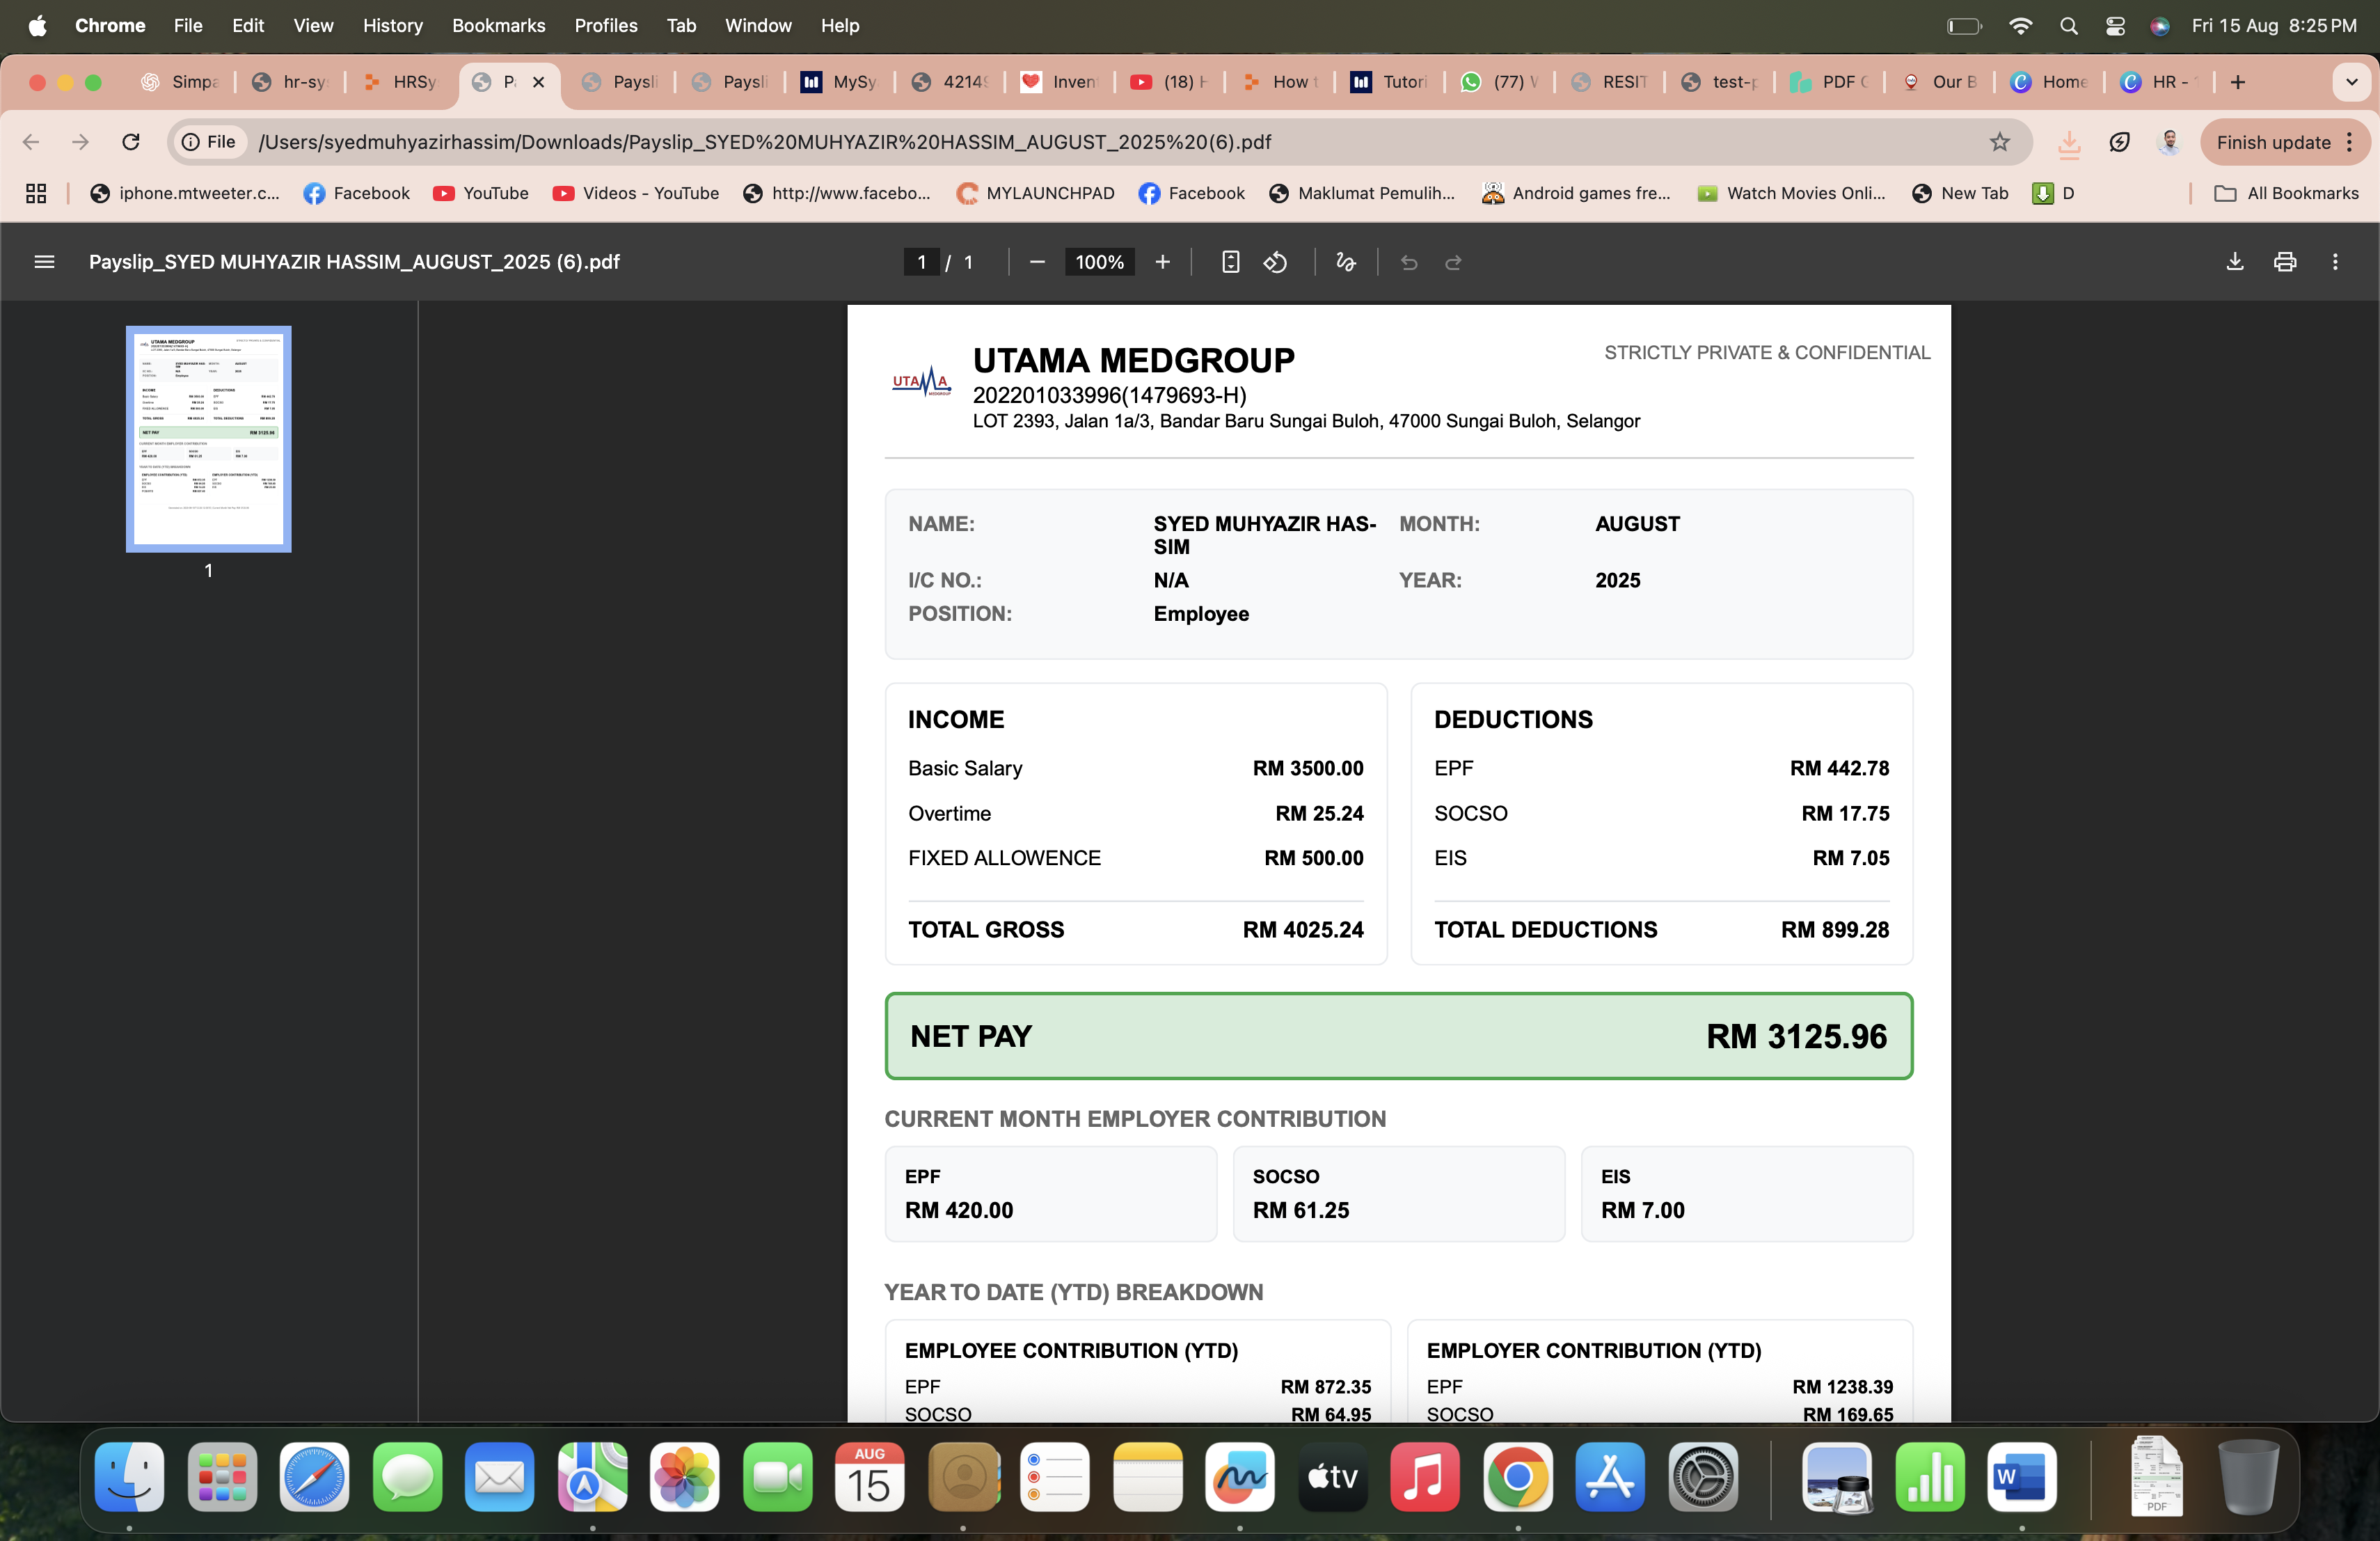 Chrome File Edit View History Bookmarks Profiles Tab Window Help Fri 15 Aug 8:25 PM
Simpa hr-sy HRSy P Paysli Paysli MySy 4214 Inven (18) H How t Tutori (77) RESIT test-p PDF Our B Home HR -
File /Users/syedmuhyazirhassim/Downloads/Payslip_SYED%20MUHYAZIR%20HASSIM_AUGUST_2025%20(6).pdf Finish update
iphone.mtweeter.c... Facebook YouTube Videos - YouTube http://www.facebo... MYLAUNCHPAD Facebook Maklumat Pemulih... Android games fre... Watch Movies Onli... New Tab D All Bookmarks
Payslip_SYED MUHYAZIR HASSIM_AUGUST_2025 (6).pdf 1 / 1 100%
1
UTAMA MEDGROUP
STRICTLY PRIVATE & CONFIDENTIAL
UTAMA
MEDGROUP
202201033996(1479693-H)
LOT 2393, Jalan 1a/3, Bandar Baru Sungai Buloh, 47000 Sungai Buloh, Selangor
NAME: SYED MUHYAZIR HAS- MONTH: AUGUST
SIM
I/C NO.: N/A YEAR: 2025
POSITION: Employee
INCOME
Basic Salary RM 3500.00
Overtime RM 25.24
FIXED ALLOWENCE RM 500.00
TOTAL GROSS RM 4025.24
DEDUCTIONS
EPF RM 442.78
SOCSO RM 17.75
EIS RM 7.05
TOTAL DEDUCTIONS RM 899.28
NET PAY RM 3125.96
CURRENT MONTH EMPLOYER CONTRIBUTION
EPF
RM 420.00
SOCSO
RM 61.25
EIS
RM 7.00
YEAR TO DATE (YTD) BREAKDOWN
EMPLOYEE CONTRIBUTION (YTD)
EPF RM 872.35
SOCSO RM 64.95
EMPLOYER CONTRIBUTION (YTD)
EPF RM 1238.39
SOCSO RM 169.65
AUG
15
tv
W
PDF